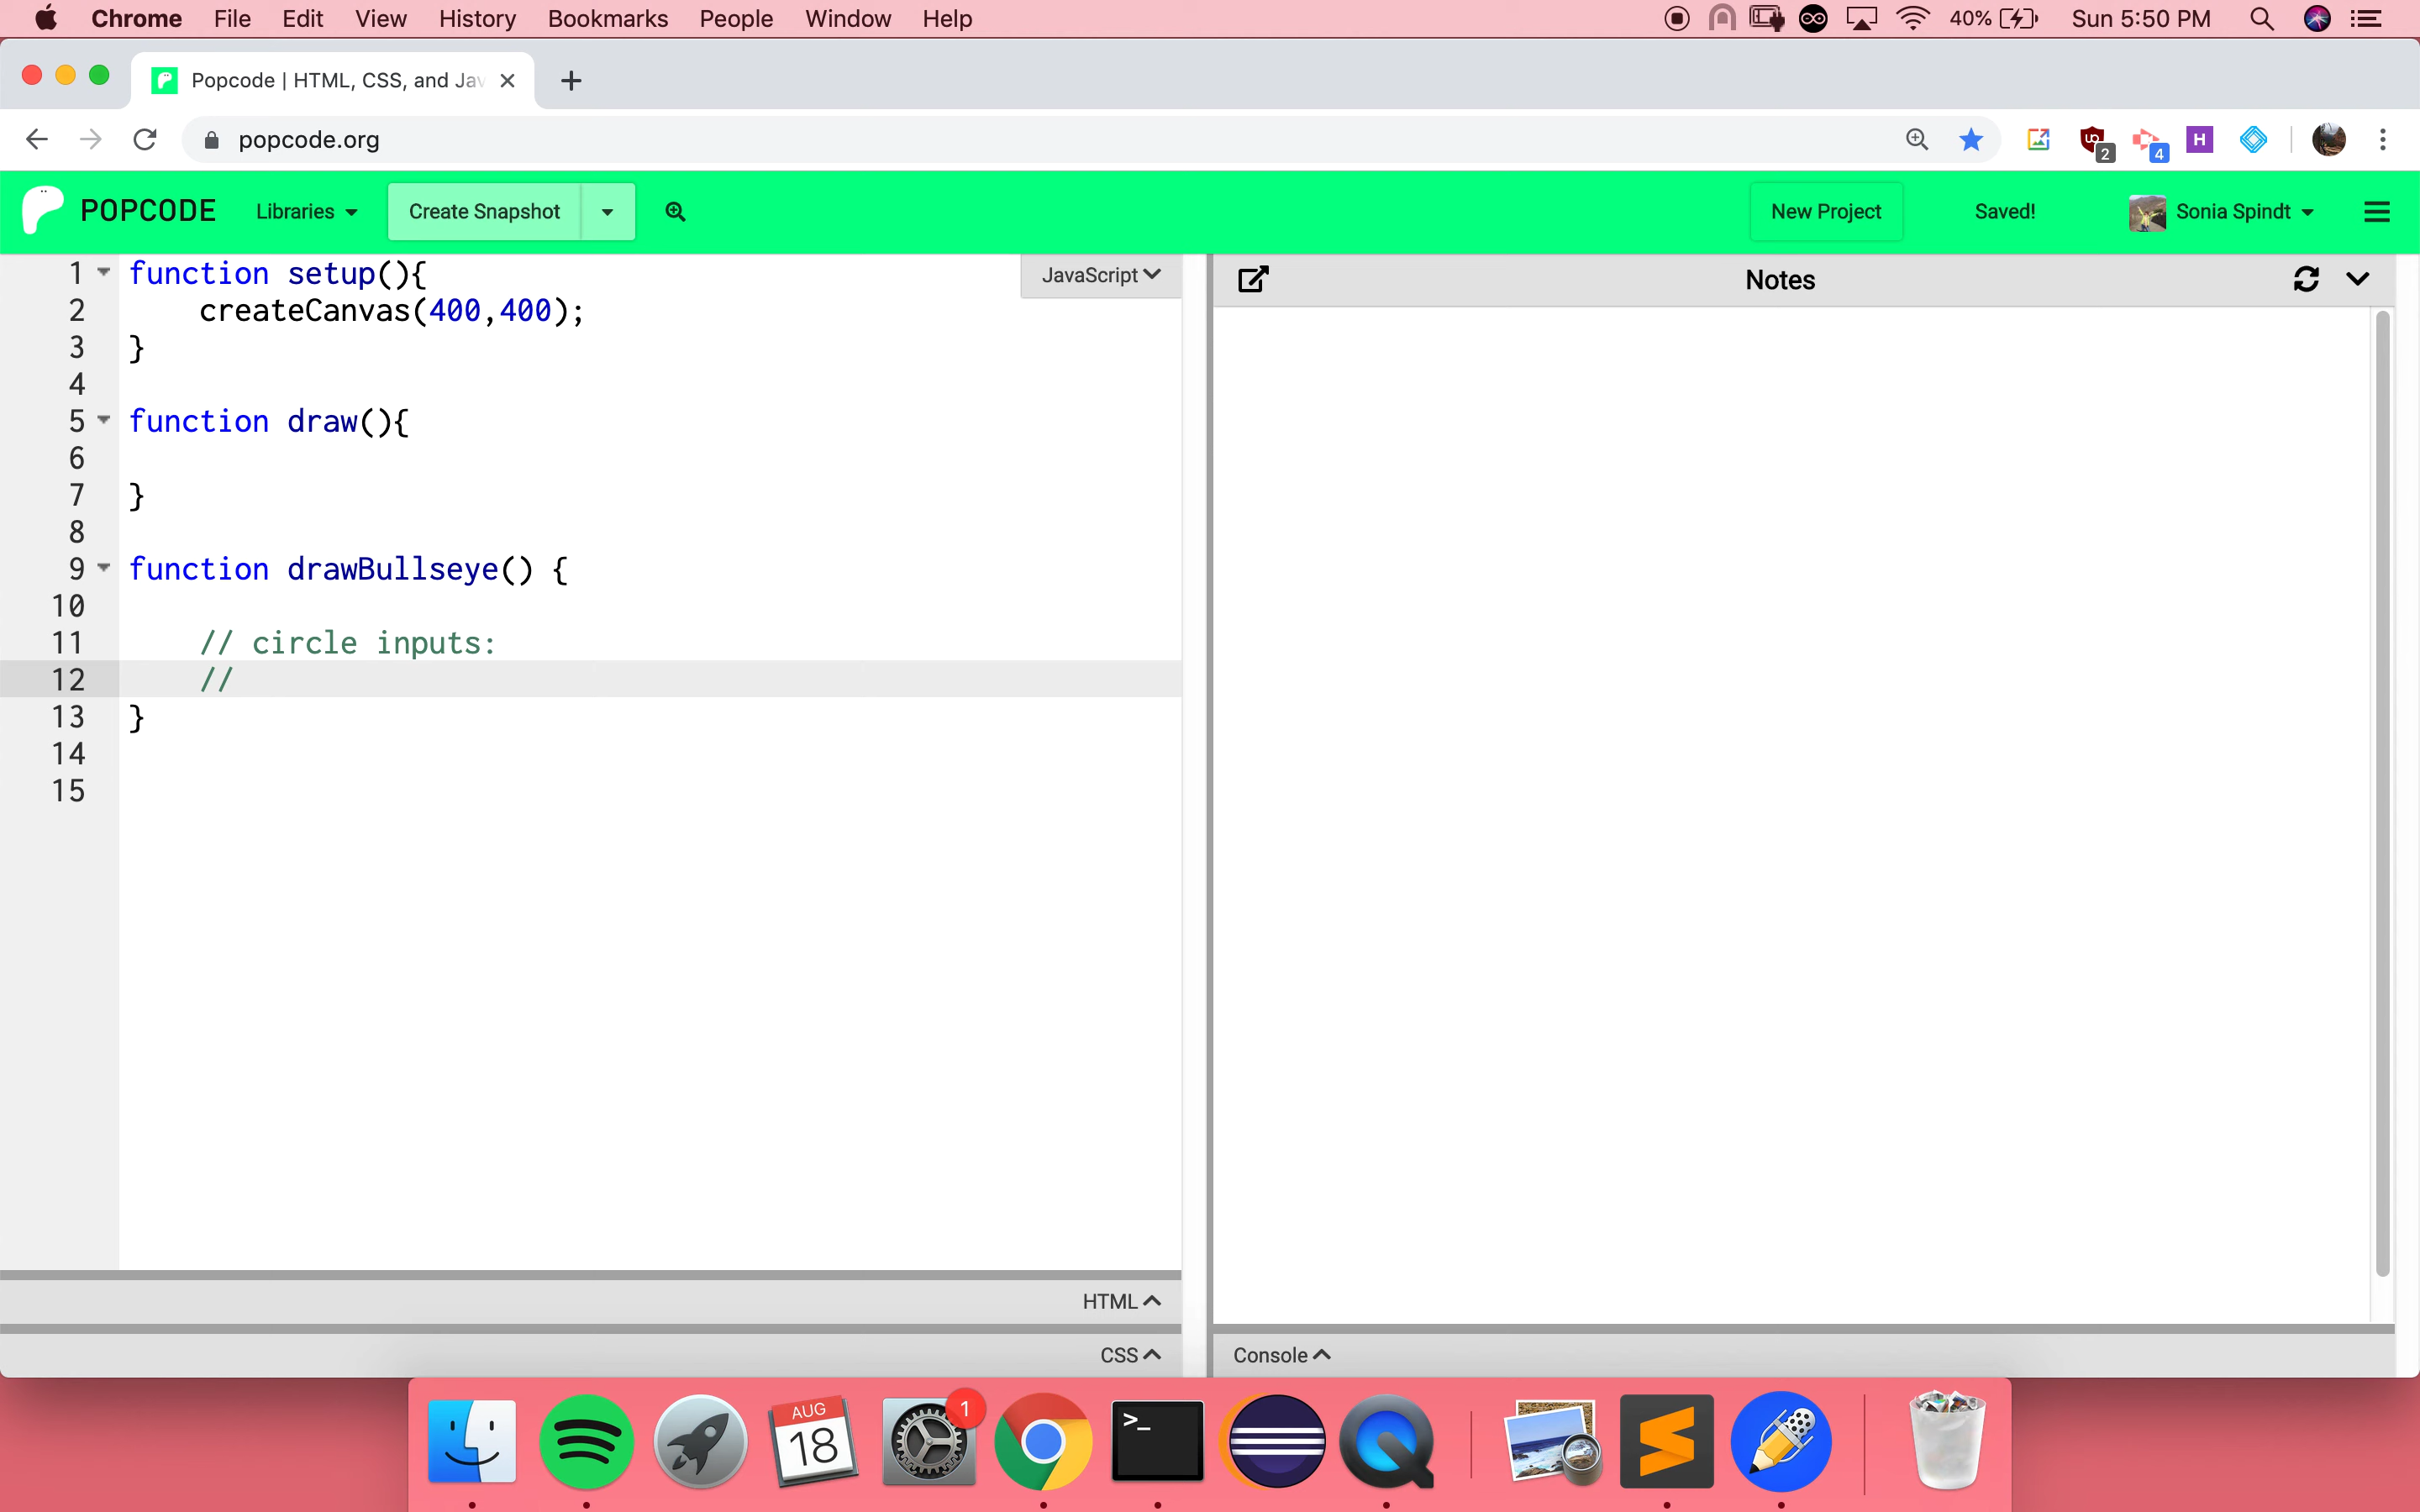 Chrome File Edit View History Bookmarks People Window Help 40% Sun 5:50 PM
Popcode | HTML, CSS, and Jav
popcode.org 2 4 H
POPCODE Libraries Create Snapshot New Project Saved! Sonia Spindt
JavaScript
1 function setup(){
2 createCanvas(400,400);
3 }
4
5 function draw(){
6
7 }
8
9 function drawBullseye() {
10
11 // circle inputs:
12 //
13 }
14
15
HTML
CSS
Notes
Console
AUG
18
1
>_